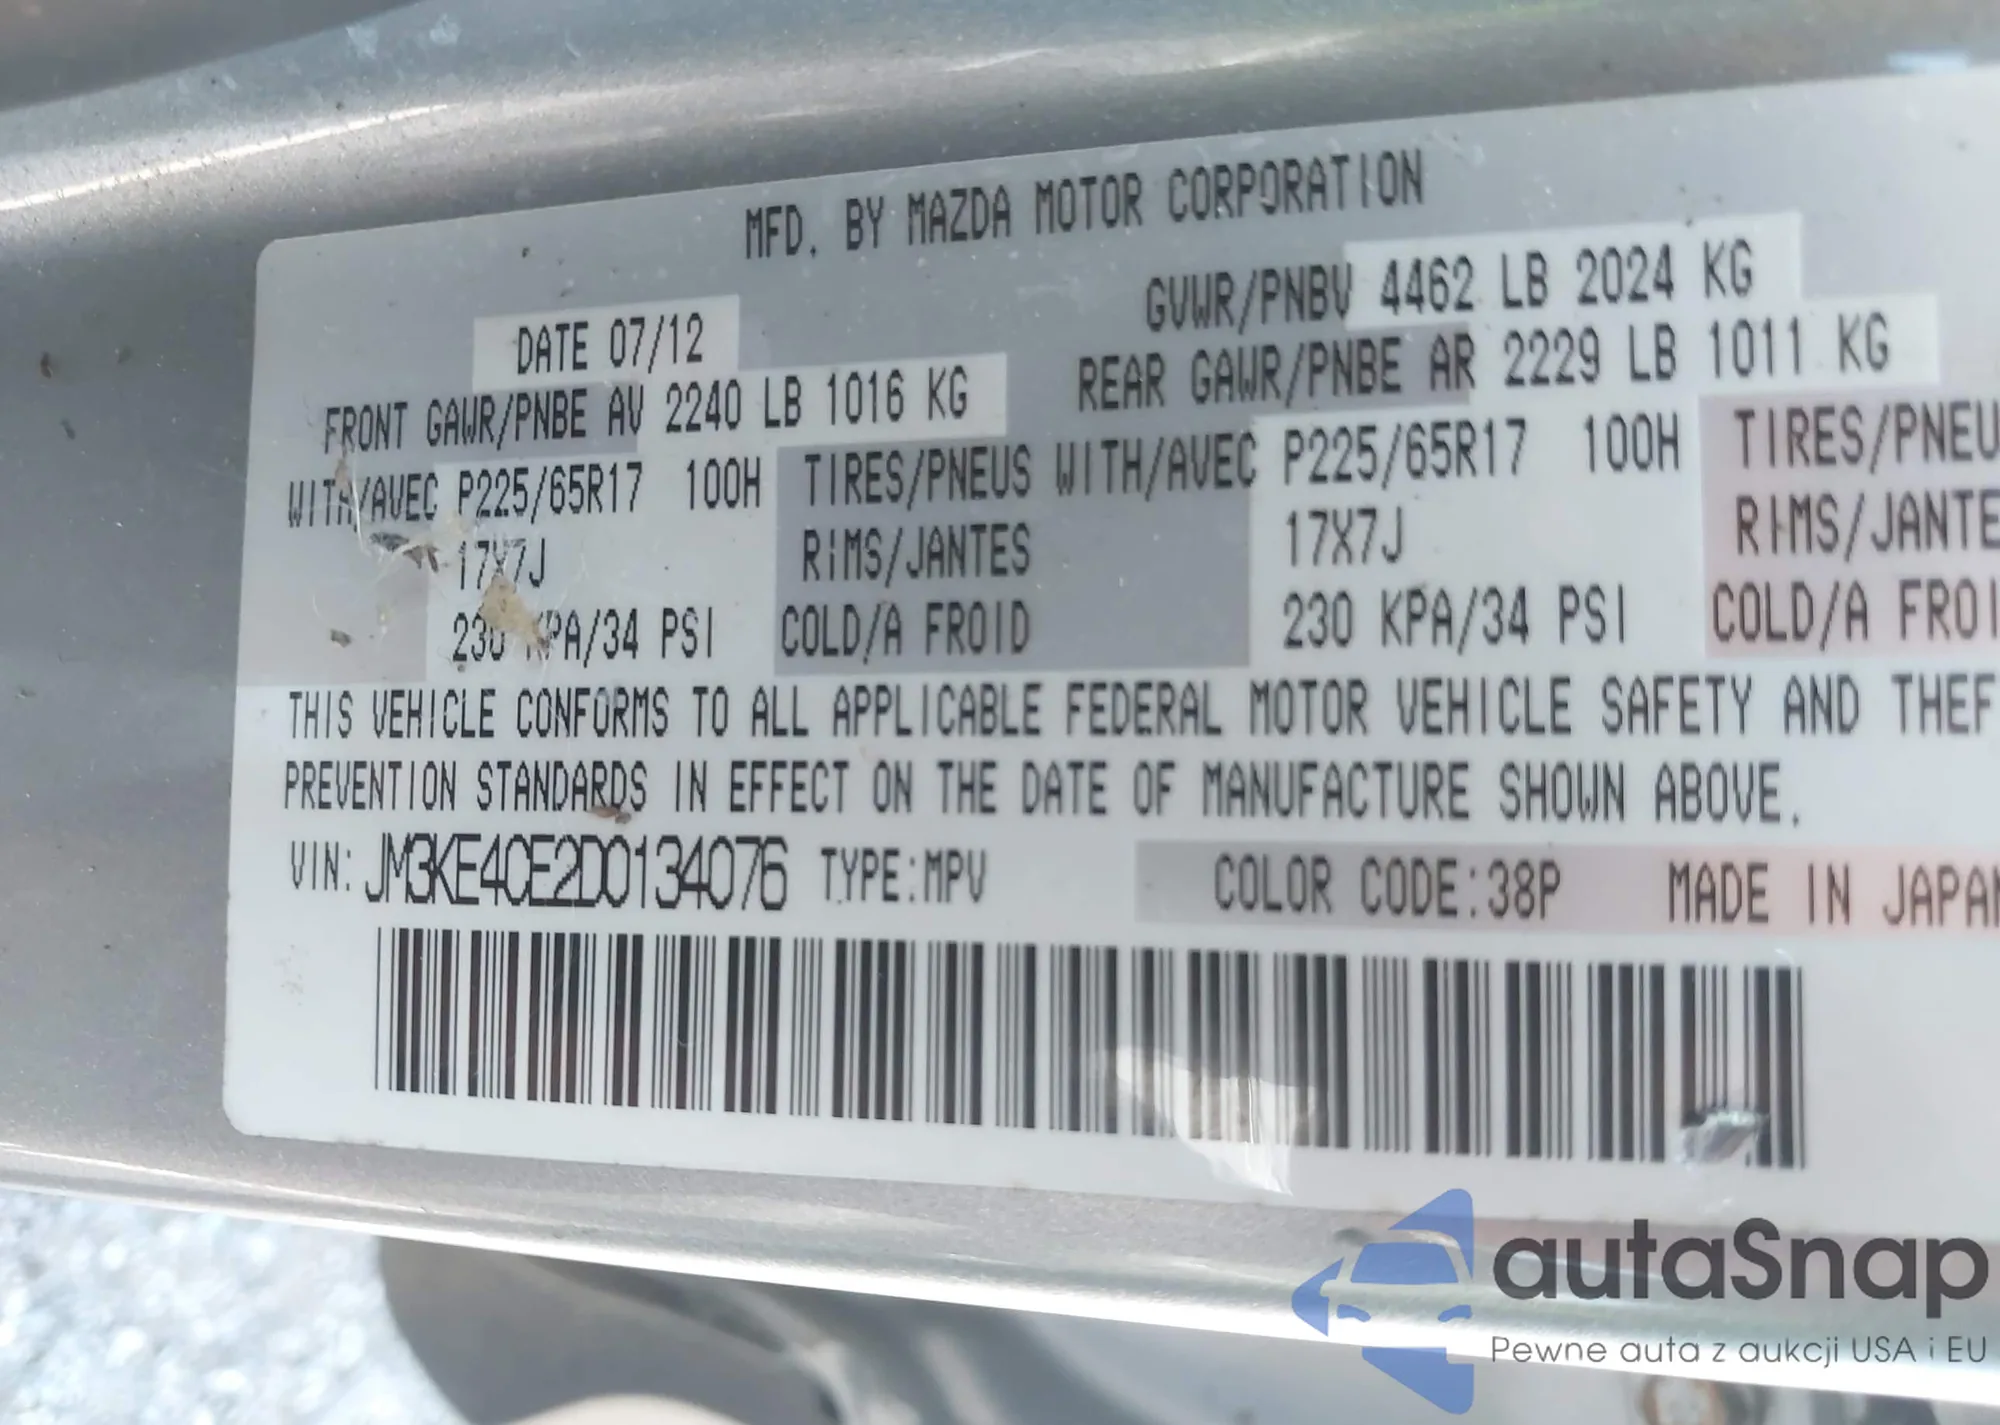 MFD. BY MAZDA MOTOR CORPORATION
DATE 07/12 GVWR/PNBV 4462 LB 2024 KG
FRONT GAWR/PNBE AV 2240 LB 1016 KG REAR GAWR/PNBE AR 2229 LB 1011 KG
WITH/AVEC P225/65R17 100H TIRES/PNEUS WITH/AVEC P225/65R17 100H TIRES/PNEU
17X7J RIMS/JANTES 17X7J RIMS/JANTE
230 KPA/34 PSI COLD/A FROID 230 KPA/34 PSI COLD/A FROI
THIS VEHICLE CONFORMS TO ALL APPLICABLE FEDERAL MOTOR VEHICLE SAFETY AND THEF
PREVENTION STANDARDS IN EFFECT ON THE DATE OF MANUFACTURE SHOWN ABOVE.
VIN: JM3KE4CE2D0134076 TYPE:MPV COLOR CODE:38P MADE IN JAPAN
autaSnap
Pewne auta z aukcji USA i EU